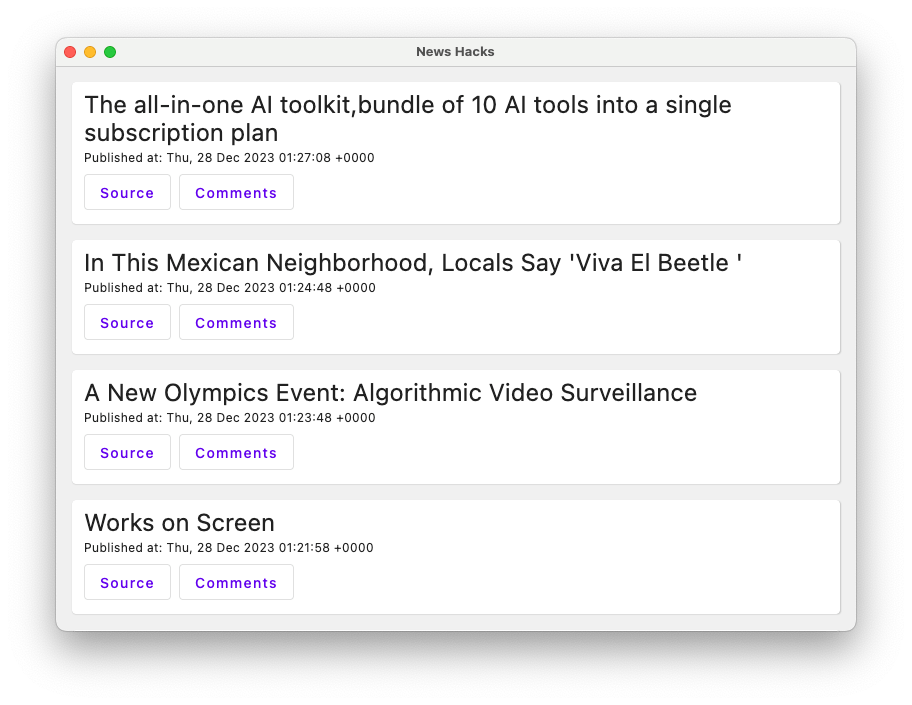 News Hacks
The all-in-one AI toolkit,bundle of 10 AI tools into a single
subscription plan
Published at: Thu, 28 Dec 2023 01:27:08 +0000
Source Comments
In This Mexican Neighborhood, Locals Say 'Viva El Beetle '
Published at: Thu, 28 Dec 2023 01:24:48 +0000
Source Comments
A New Olympics Event: Algorithmic Video Surveillance
Published at: Thu, 28 Dec 2023 01:23:48 +0000
Source Comments
Works on Screen
Published at: Thu, 28 Dec 2023 01:21:58 +0000
Source Comments